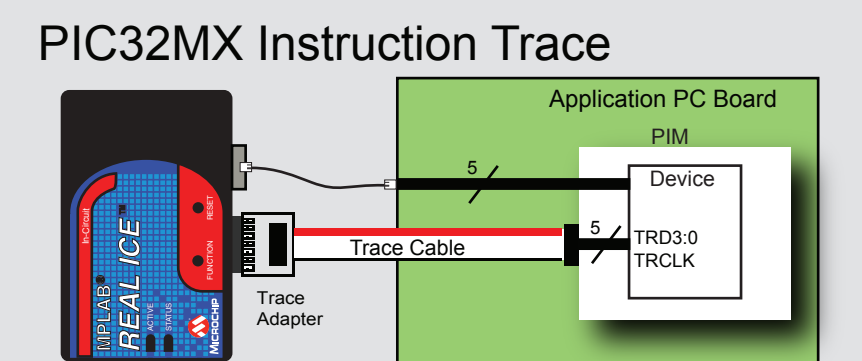 PIC32MX Instruction Trace
Application PC Board
PIM
Device
5
5
TRD3:0
TRCLK
Trace Cable
Trace
Adapter
In-Circuit
MPLAB®
REAL ICE™
ACTIVE
STATUS
FUNCTION
RESET
MICROCHIP